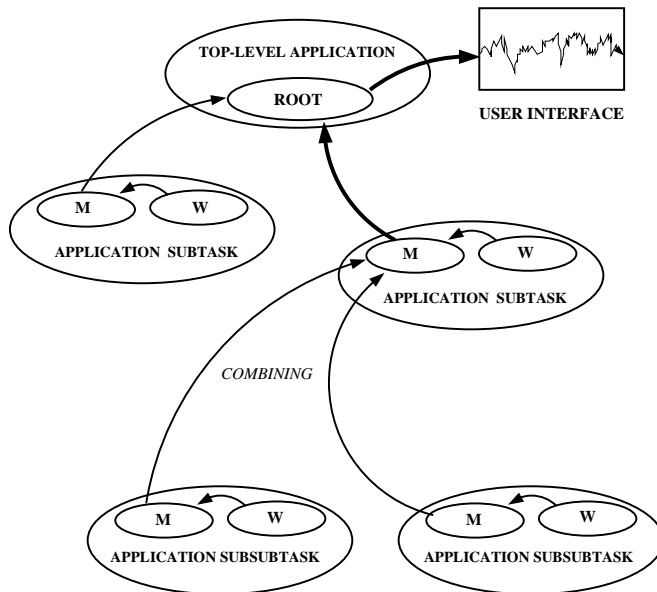 TOP-LEVEL APPLICATION
ROOT
USER INTERFACE
M
W
APPLICATION SUBTASK
M
W
APPLICATION SUBTASK
COMBINING
M
W
APPLICATION SUBSUBTASK
M
W
APPLICATION SUBSUBTASK